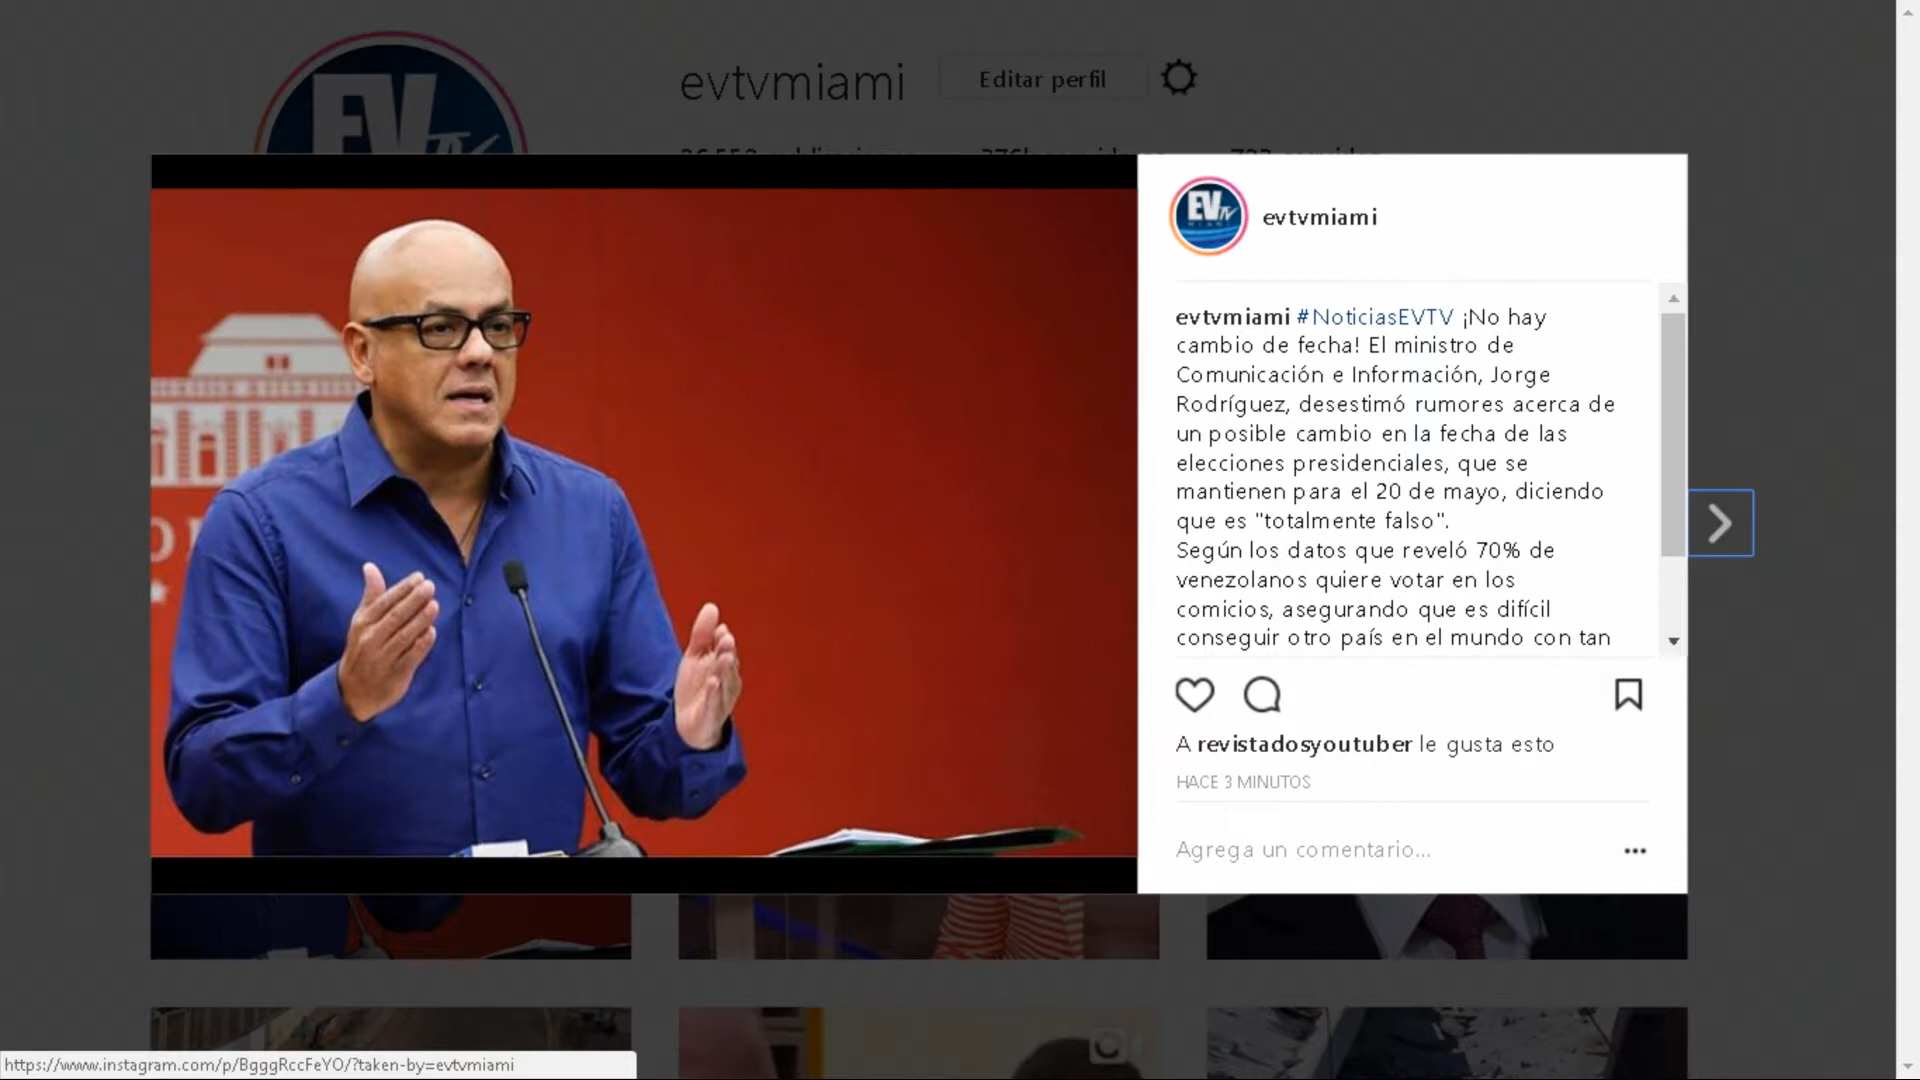 evtvmiami
Editar perfil
EV
TV
EVTV
evtvmiami
evtvmiami #NoticiasEVTV ¡No hay
cambio de fecha! El ministro de
Comunicación e Información, Jorge
Rodríguez, desestimó rumores acerca de
un posible cambio en la fecha de las
elecciones presidenciales, que se
mantienen para el 20 de mayo, diciendo
que es "totalmente falso".
Según los datos que reveló 70% de
venezolanos quiere votar en los
comicios, asegurando que es difícil
conseguir otro país en el mundo con tan
A revistadosyoutuber le gusta esto
HACE 3 MINUTOS
Agrega un comentario...
https://www.instagram.com/p/BgggRccFeYO/?taken-by=evtvmiami